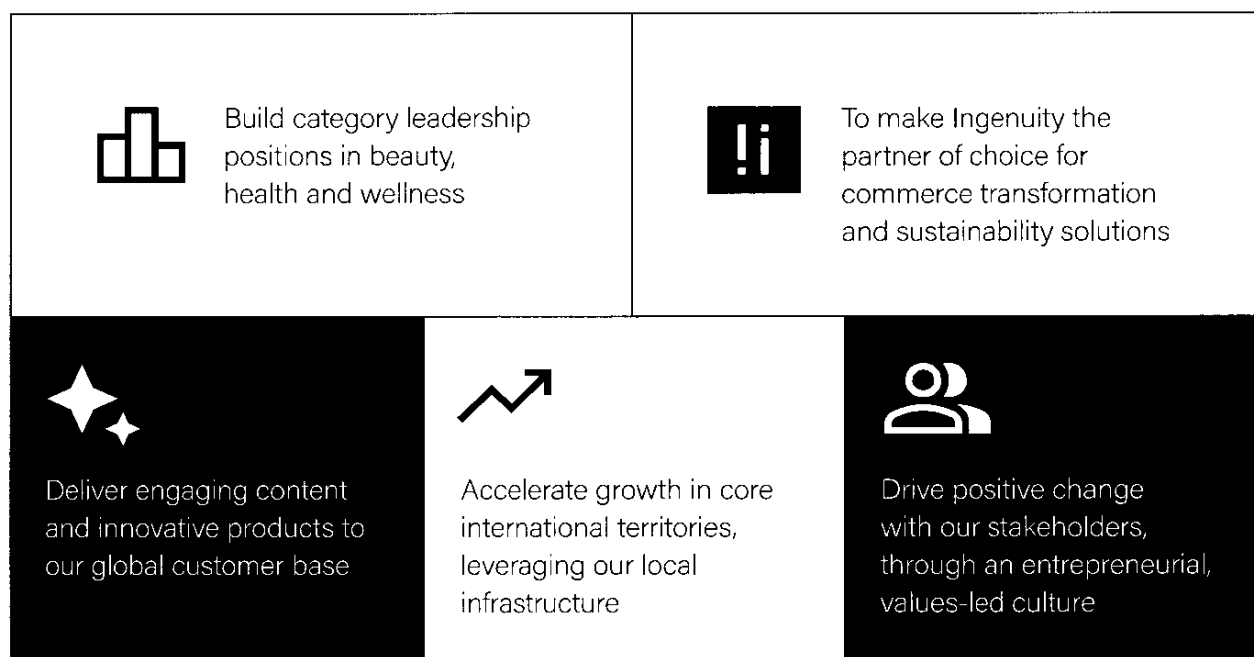 Build category leadership
positions in beauty,
health and wellness
To make Ingenuity the
partner of choice for
commerce transformation
and sustainability solutions
Deliver engaging content
and innovative products to
our global customer base
Accelerate growth in core
international territories,
leveraging our local
infrastructure
Drive positive change
with our stakeholders,
through an entrepreneurial,
values-led culture